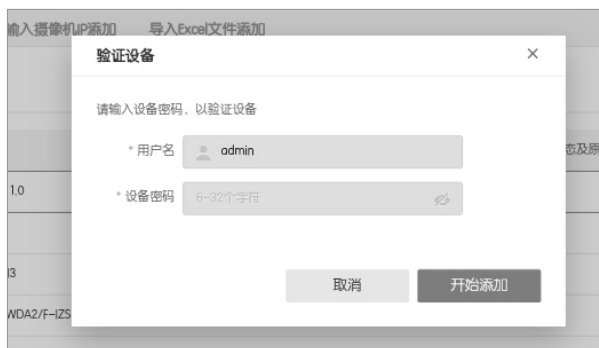 输入摄像机IP添加 导入Excel文件添加
验证设备
请输入设备密码，以验证设备
* 用户名 admin
态及原
1.0
* 设备密码 6-32个字符
取消 开始添加
WDA2/F-IZS